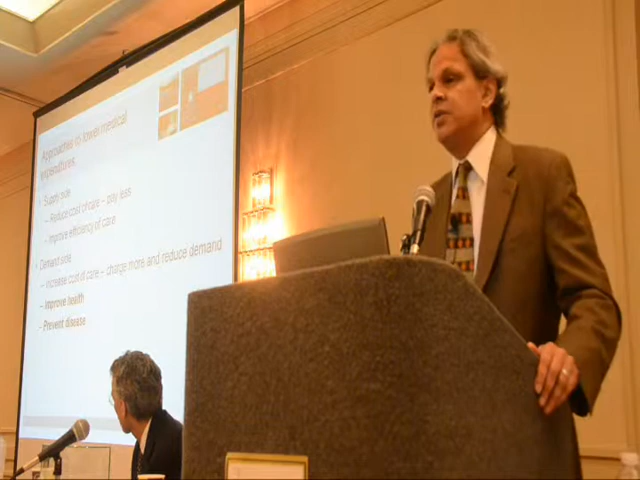 Approaches to lower medical
expenditures
• Supply side
– Reduce cost of care – pay less
– Improve efficiency of care
• Demand side
– Increase cost of care – charge more and reduce demand
– Improve health
– Prevent disease